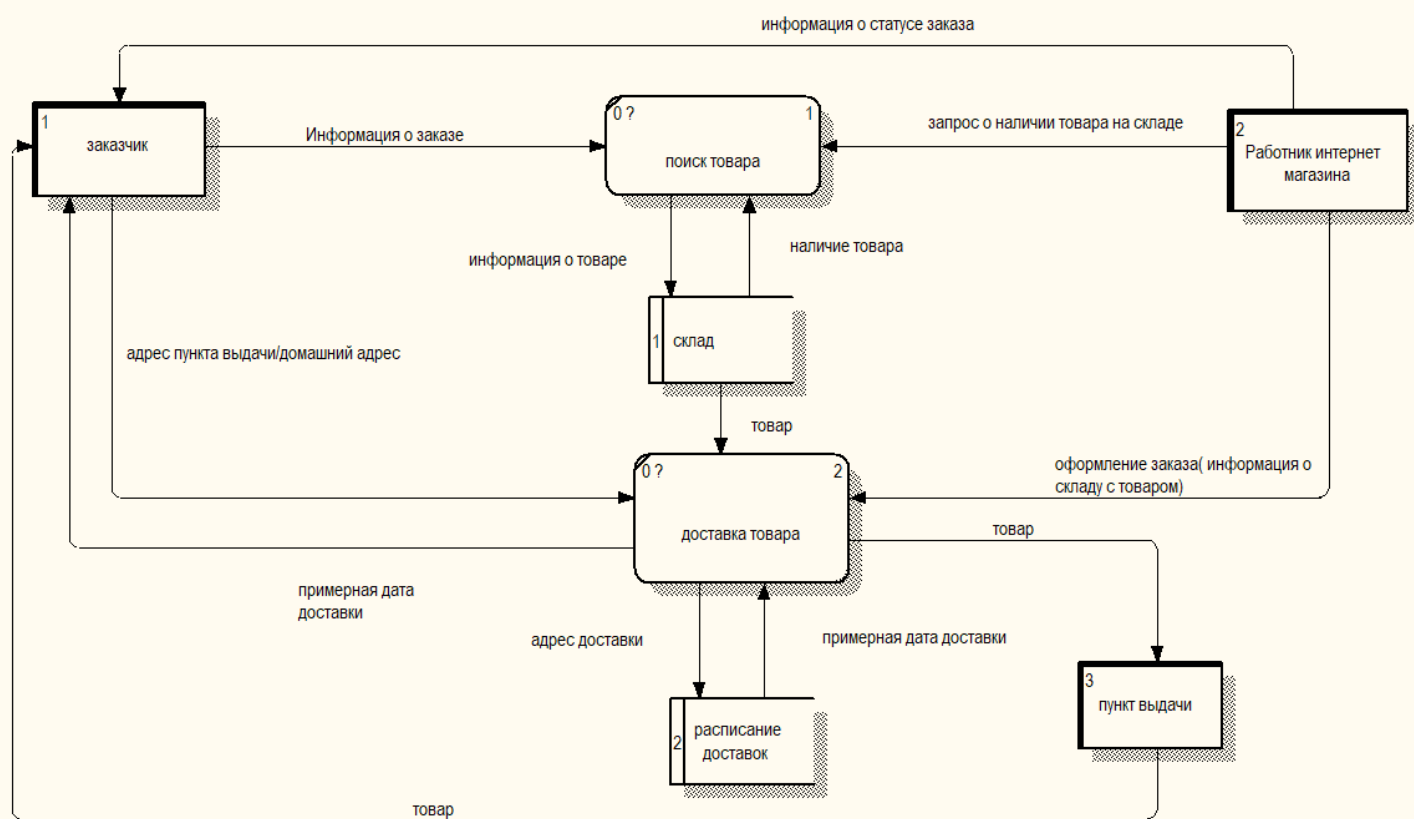 информация о статусе заказа
1
заказчик
Информация о заказе
0 ?
1
поиск товара
запрос о наличии товара на складе
2
Работник интернет
магазина
информация о товаре
наличие товара
1
склад
адрес пункта выдачи/домашний адрес
товар
0 ?
2
доставка товара
оформление заказа( информация о
складу с товаром)
товар
примерная дата
доставки
адрес доставки
примерная дата доставки
3
пункт выдачи
2
расписание
доставок
товар